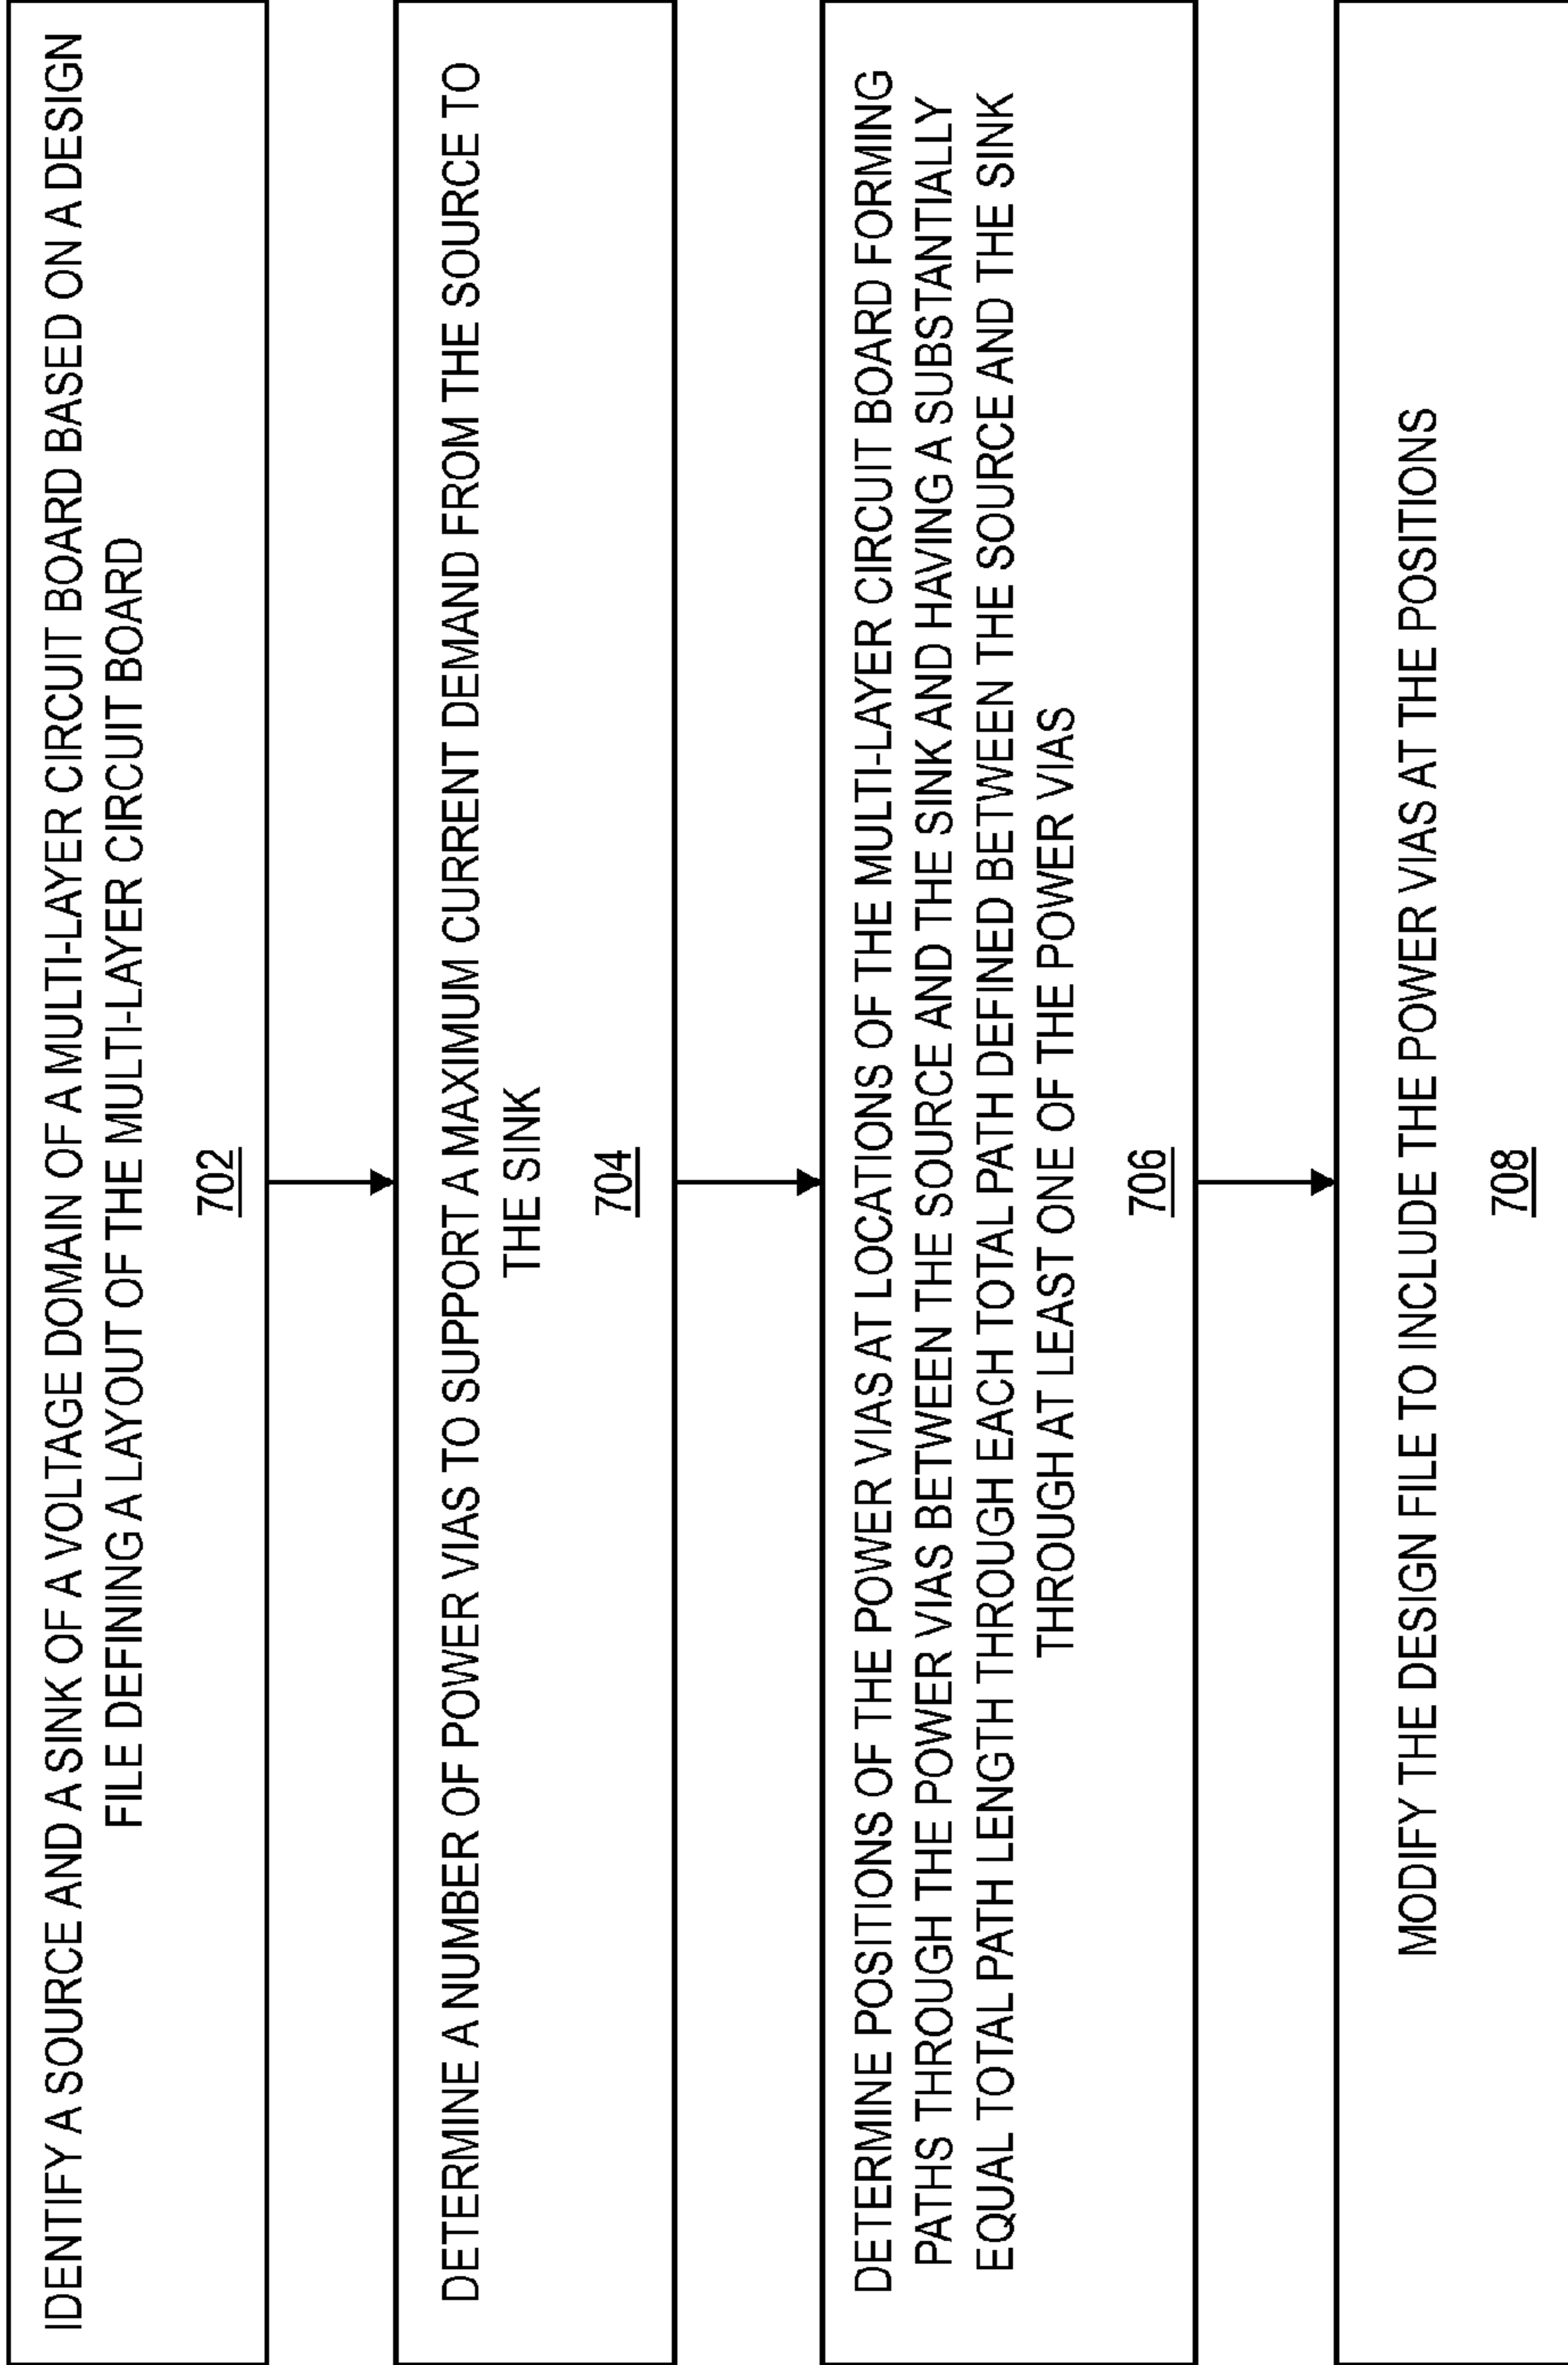 IDENTIFY A SOURCE AND A SINK OF A VOLTAGE DOMAIN OF A MULTI-LAYER CIRCUIT BOARD BASED ON A DESIGN
FILE DEFINING A LAYOUT OF THE MULTI-LAYER CIRCUIT BOARD
702
DETERMINE A NUMBER OF POWER VIAS TO SUPPORT A MAXIMUM CURRENT DEMAND FROM THE SOURCE TO
THE SINK
704
DETERMINE POSITIONS OF THE POWER VIAS AT LOCATIONS OF THE MULTI-LAYER CIRCUIT BOARD FORMING
PATHS THROUGH THE POWER VIAS BETWEEN THE SOURCE AND THE SINK AND HAVING A SUBSTANTIALLY
EQUAL TOTAL PATH LENGTH THROUGH EACH TOTAL PATH DEFINED BETWEEN THE SOURCE AND THE SINK
THROUGH AT LEAST ONE OF THE POWER VIAS
706
MODIFY THE DESIGN FILE TO INCLUDE THE POWER VIAS AT THE POSITIONS
708